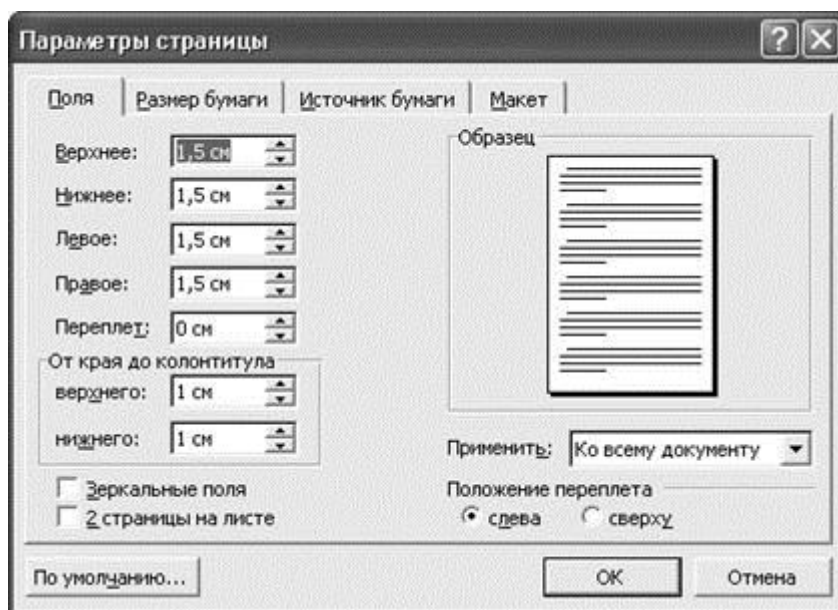 Параметры страницы
Поля Размер бумаги Источник бумаги Макет
Верхнее: 1,5 см
Нижнее: 1,5 см
Левое: 1,5 см
Правое: 1,5 см
Переплет: 0 см
От края до колонтитула
верхнего: 1 см
нижнего: 1 см
Зеркальные поля
2 страницы на листе
Образец
Применить: Ко всему документу
Положение переплета
слева сверху
По умолчанию... ОК Отмена